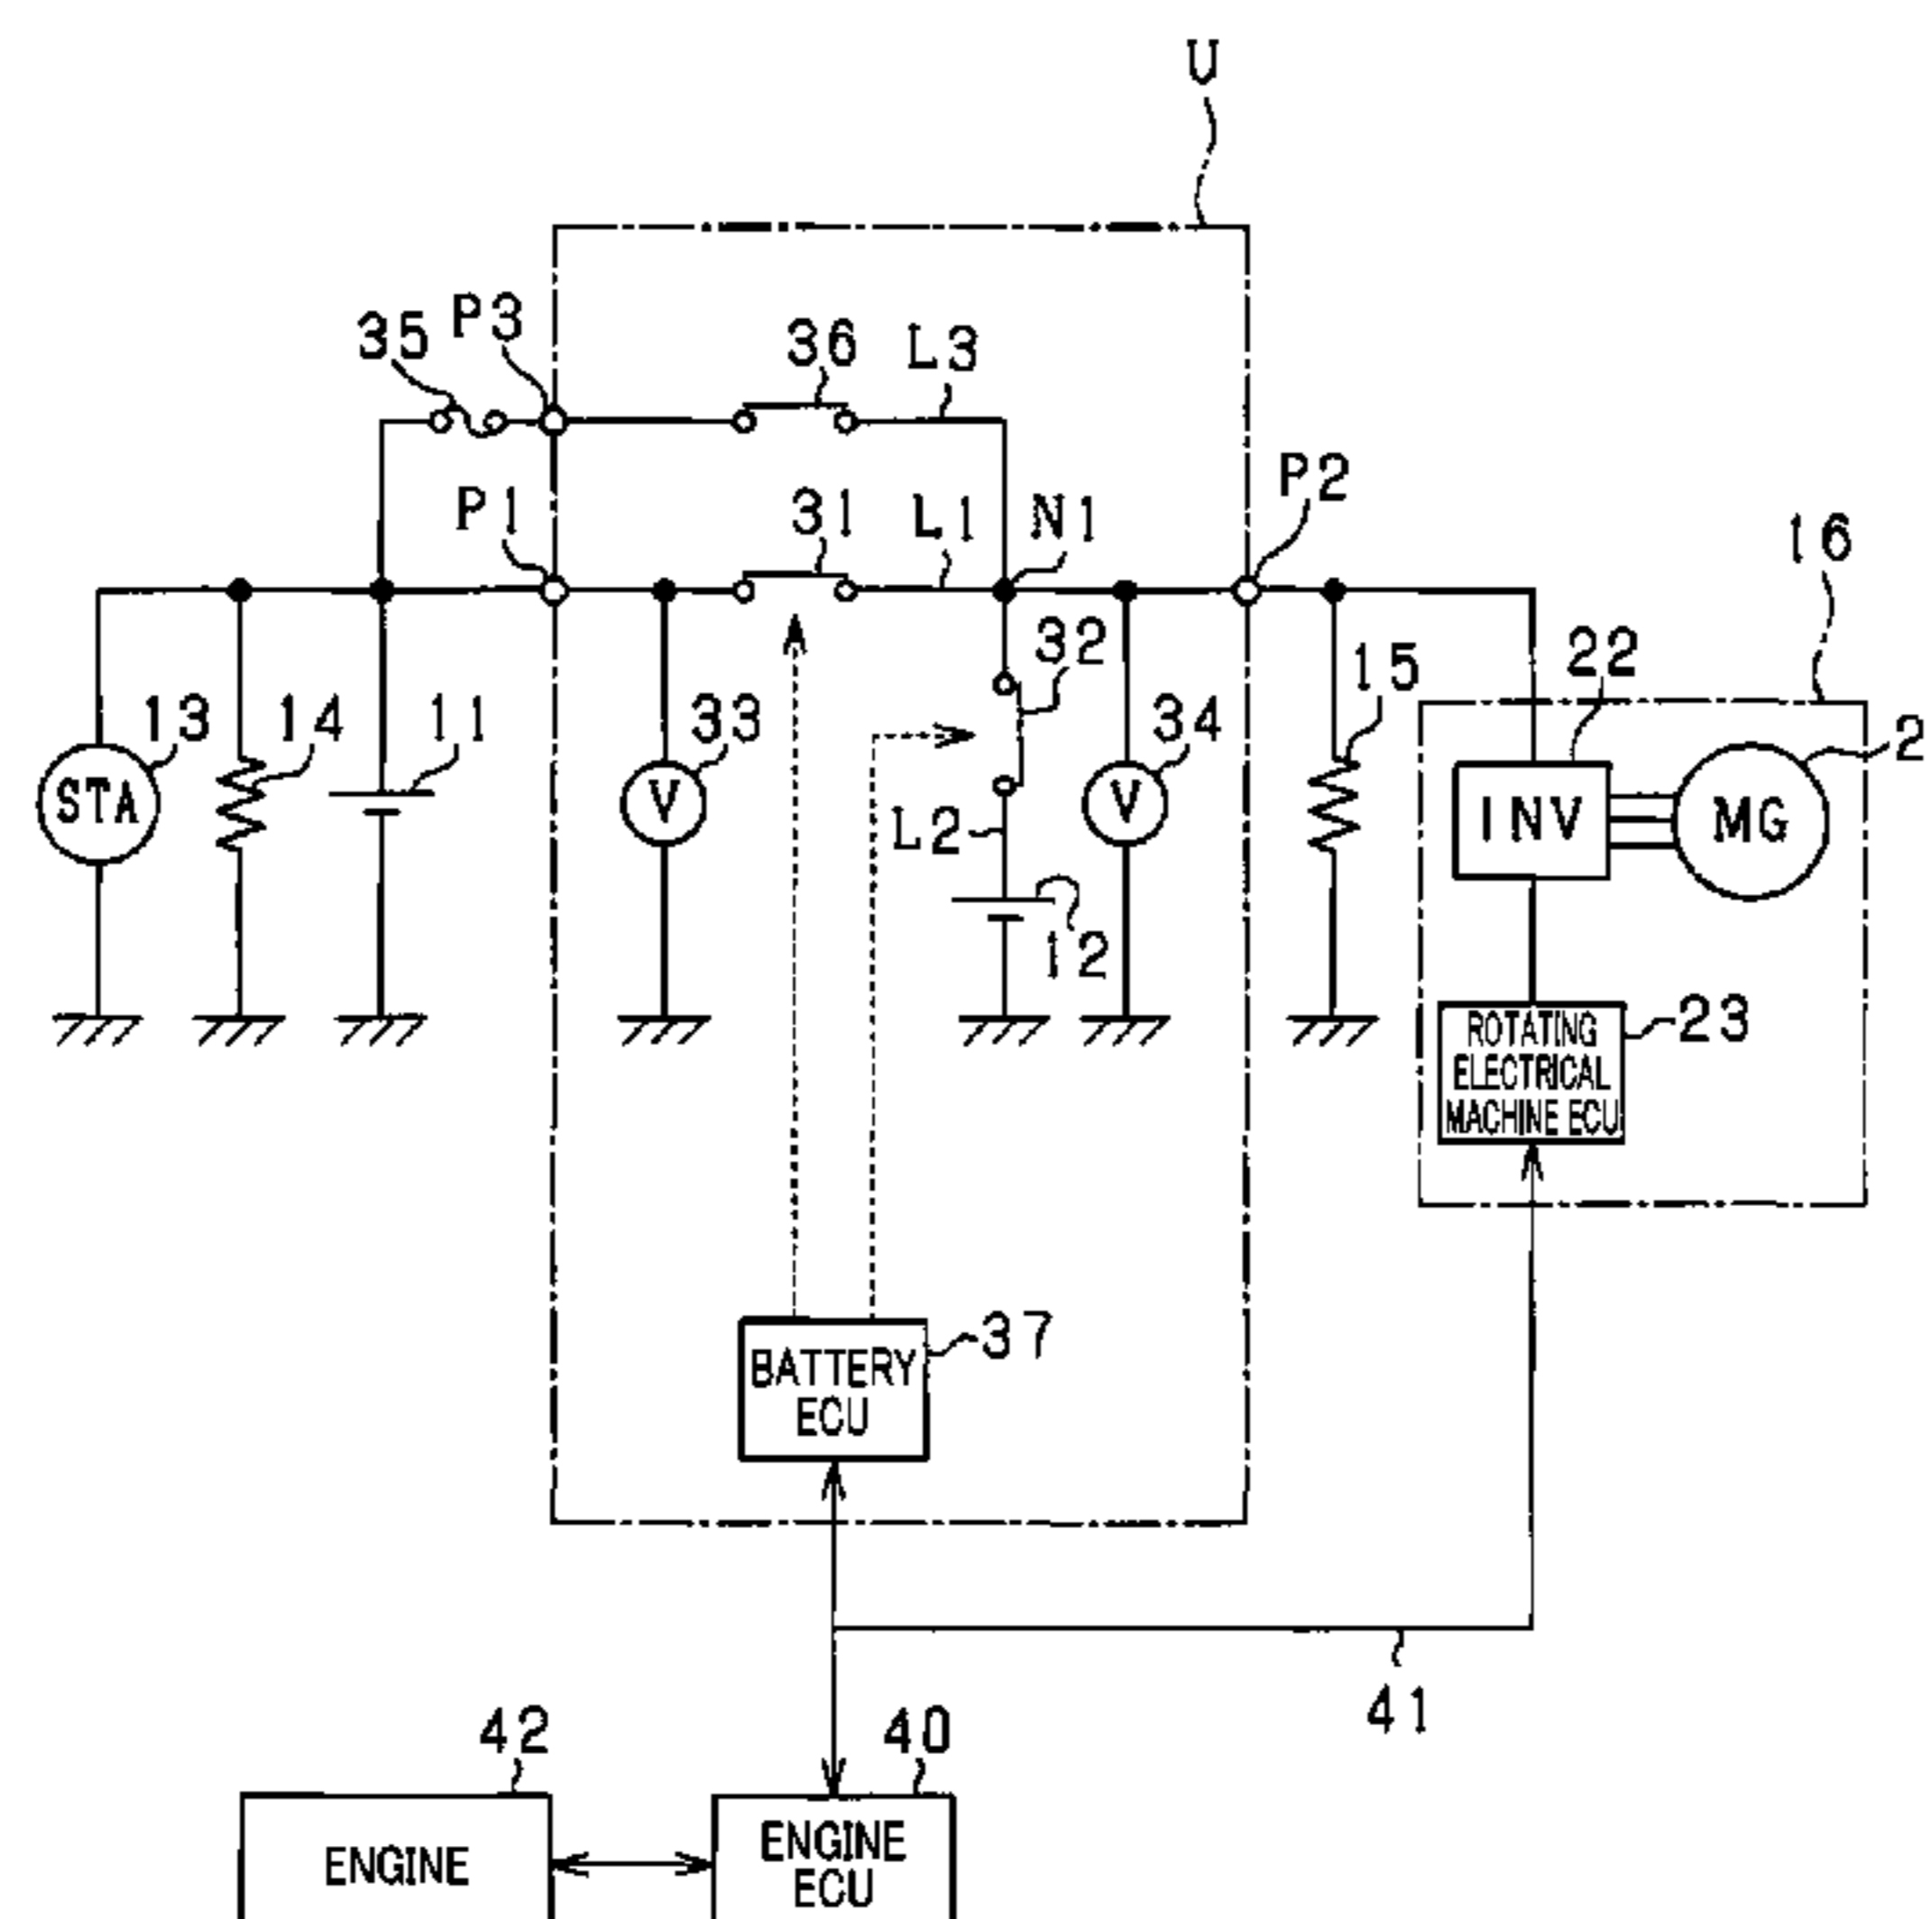 U
35
P3
36
L3
P1
31
L1
N1
P2
16
13
14
11
33
32
34
15
22
2
STA
V
V
INV
MG
L2
12
23
ROTATING
ELECTRICAL
MACHINE ECU
37
BATTERY
ECU
41
42
40
ENGINE
ENGINE
ECU